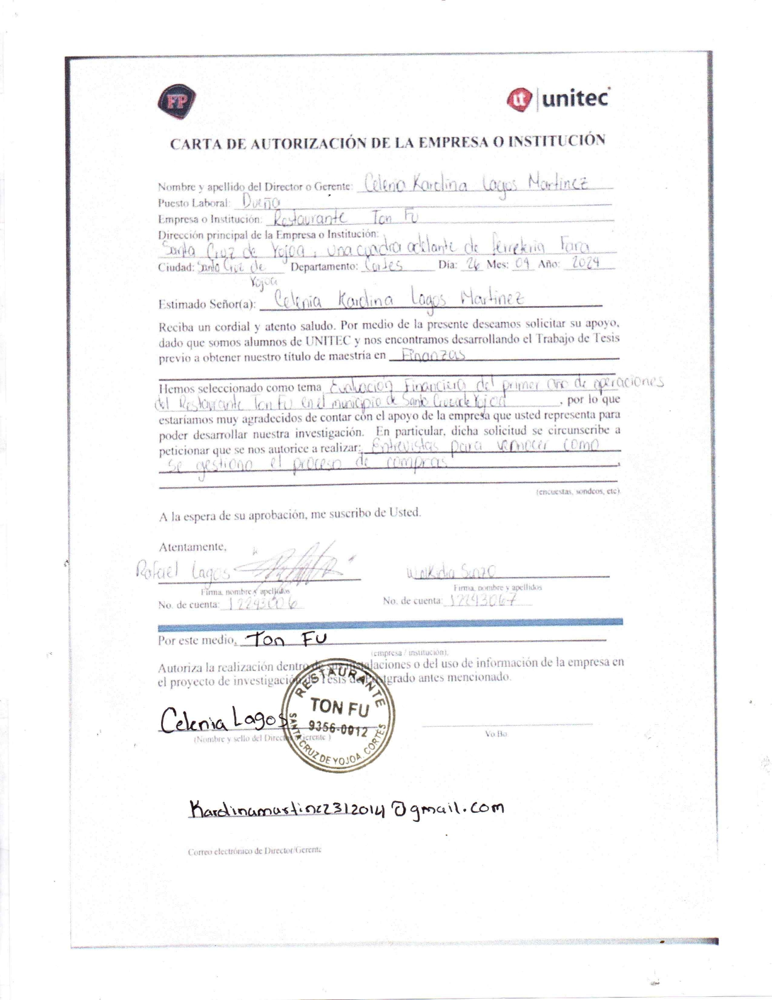 FP
ut unitec
CARTA DE AUTORIZACIÓN DE LA EMPRESA O INSTITUCIÓN
Nombre y apellido del Director o Gerente: Celenia Karolina Lagos Martinez
Puesto Laboral: Dueña
Empresa o Institución: Restaurante Ton Fu
Dirección principal de la Empresa o Institución:
Santa Cruz de Yojoa, una cuadra adelante de Ferreteria Fara
Ciudad: Santa Cruz de Yojoa Departamento: Cortes Día: 26 Mes: 04 Año: 2024
Estimado Señor(a): Celenia Karolina Lagos Martinez
Reciba un cordial y atento saludo. Por medio de la presente deseamos solicitar su apoyo,
dado que somos alumnos de UNITEC y nos encontramos desarrollando el Trabajo de Tesis
previo a obtener nuestro título de maestría en Finanzas
Hemos seleccionado como tema Evaluación Financiera del primer año de operaciones
del Restaurante Ton Fu en el municipio de Santa Cruz de Yojoa, por lo que
estaríamos muy agradecidos de contar con el apoyo de la empresa que usted representa para
poder desarrollar nuestra investigación. En particular, dicha solicitud se circunscribe a
peticionar que se nos autorice a realizar: Entrevistas para como
se gestiona el proceso de compras,
(encuestas, sondeos, etc)
A la espera de su aprobación, me suscribo de Usted.
Atentamente,
Rafael Lagos
Firma, nombre y apellidos
No. de cuenta: 12243006
Firma, nombre y apellidos
No. de cuenta: 12243067
Por este medio, Ton Fu
(empresa / institución).
Autoriza la realización dentro de sus instalaciones o del uso de información de la empresa en
el proyecto de investigación de Tesis de Postgrado antes mencionado.
Celenia Lagos
(Nombre y sello del Director / Gerente )
RESTAURANTE
TON FU
9356-0012
SANTA CRUZ DE YOJOA, CORTÉS
Vo Bo
Correo electrónico de Director/Gerente